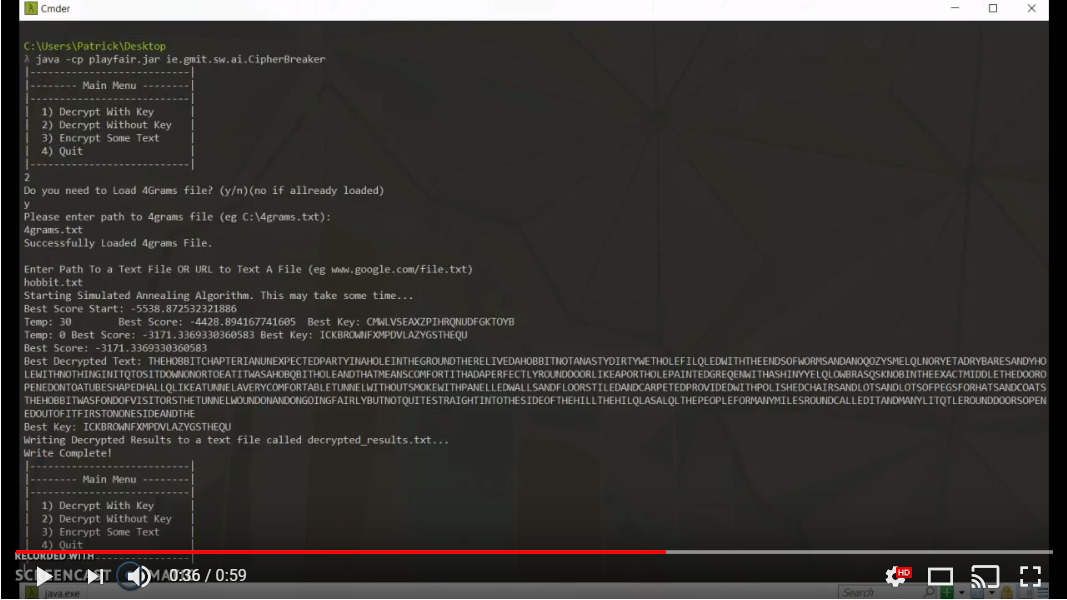 Cmder
C:\Users\Patrick\Desktop
λ java -cp playfair.jar ie.gmit.sw.ai.CipherBreaker
|---------------------------|
|-------- Main Menu --------|
|---------------------------|
| 1) Decrypt With Key |
| 2) Decrypt Without Key |
| 3) Encrypt Some Text |
| 4) Quit |
|---------------------------|
2
Do you need to Load 4Grams file? (y/n)(no if allready loaded)
y
Please enter path to 4grams file (eg C:\4grams.txt):
4grams.txt
Successfully Loaded 4grams File.
Enter Path To a Text File OR URL to Text A File (eg www.google.com/file.txt)
hobbit.txt
Starting Simulated Annealing Algorithm. This may take some time...
Best Score Start: -5538.872532321886
Temp: 30 Best Score: -4428.894167741605 Best Key: CMWLVSEAXZPIHRQNUDFGKTOYB
Temp: 0 Best Score: -3171.3369330360583 Best Key: ICKBROWNFXMPDVLAZYGSTHEQU
Best Score: -3171.3369330360583
Best Decrypted Text: THEHOBBITCHAPTERIANUNEXPECTEDPARTYINAHOLEINTHEGROUNDTHERELIVEDAHOBBITNOTANASTYDIRTYWETHOLEFILQLEDWITHTHEENDSOFWORMSANDANOQOZYSMELQLNORYETADRYBARESANDYHO
LEWITHNOTHINGINITQTOSITDOWNONORTOEATITWASAHOBQBITHOLEANDTHATMEANSCOMFORTITHADAPERFECTLYROUNDDOORLIKEAPORTHOLEPAINTEDGREQENWITHASHINYYELQLOWBRASQSKNOBINTHEEXACTMIDDLETHEDOORO
PENEDONTOATUBESHAPEDHALLQLIKEATUNNELAVERYCOMFORTABLETUNNELWITHOUTSMOKEWITHPANELLEDWALLSANDFLOORSTILEDANDCARPETEDPROVIDEDWITHPOLISHEDCHAIRSANDLOTSANDLOTSOFPEGSFORHATSANDCOATS
THEHOBBITWASFONDOFVISITORSTHETUNNELWOUNDONANDONGOINGFAIRLYBUTNOTQUITESTRAIGHTINTOTHESIDEOFTHEHILLTHEHILQLASALQLTHEPEOPLEFORMANYMILESROUNDCALLEDITANDMANYLITQTLEROUNDDOORSOPEN
EDOUTOFITFIRSTONONESIDEANDTHE
Best Key: ICKBROWNFXMPDVLAZYGSTHEQU
Writing Decrypted Results to a text file called decrypted_results.txt...
Write Complete!
|---------------------------|
|-------- Main Menu --------|
|---------------------------|
| 1) Decrypt With Key |
| 2) Decrypt Without Key |
| 3) Encrypt Some Text |
| 4) Quit |
RECORDED WITH
SCREENCAST MATIC
0:36 / 0:59
HD
java.exe
Search